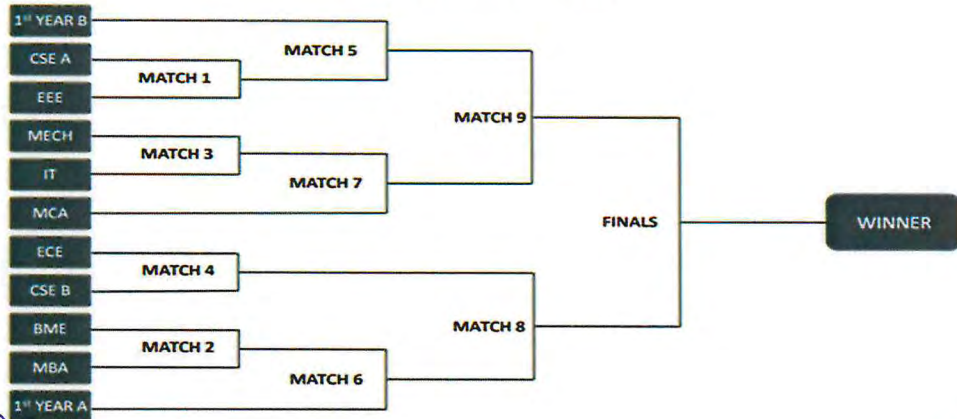 1st YEAR B
CSE A
EEE
MECH
IT
MCA
ECE
CSE B
BME
MBA
1st YEAR A
MATCH 1
MATCH 3
MATCH 4
MATCH 2
MATCH 5
MATCH 7
MATCH 6
MATCH 9
MATCH 8
FINALS
WINNER